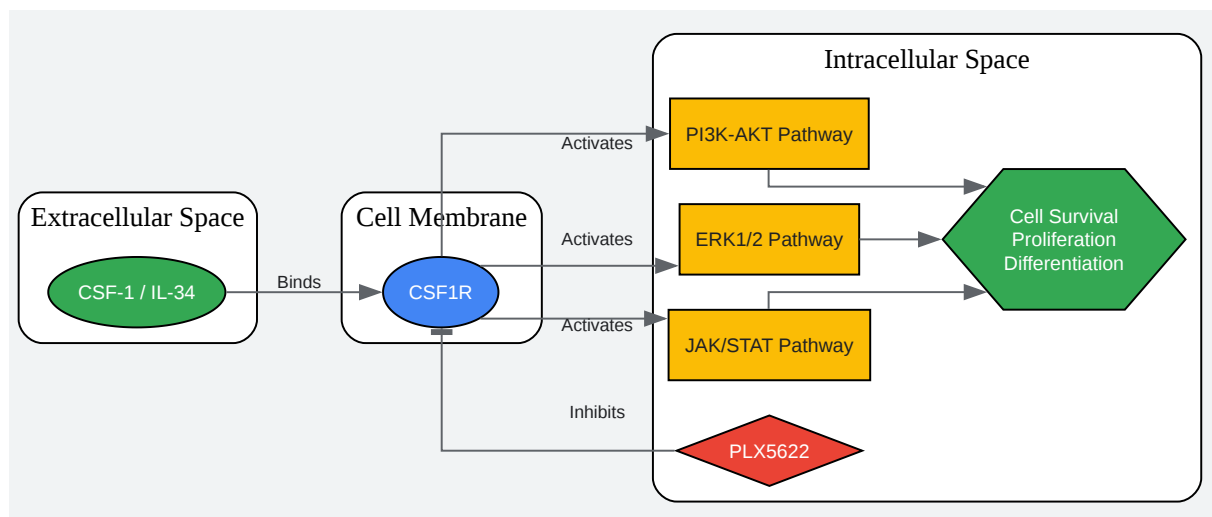 Extracellular Space
CSF-1 / IL-34
Binds
Cell Membrane
CSF1R
Activates
Activates
Activates
Inhibits
Intracellular Space
PI3K-AKT Pathway
ERK1/2 Pathway
JAK/STAT Pathway
PLX5622
Cell Survival
Proliferation
Differentiation